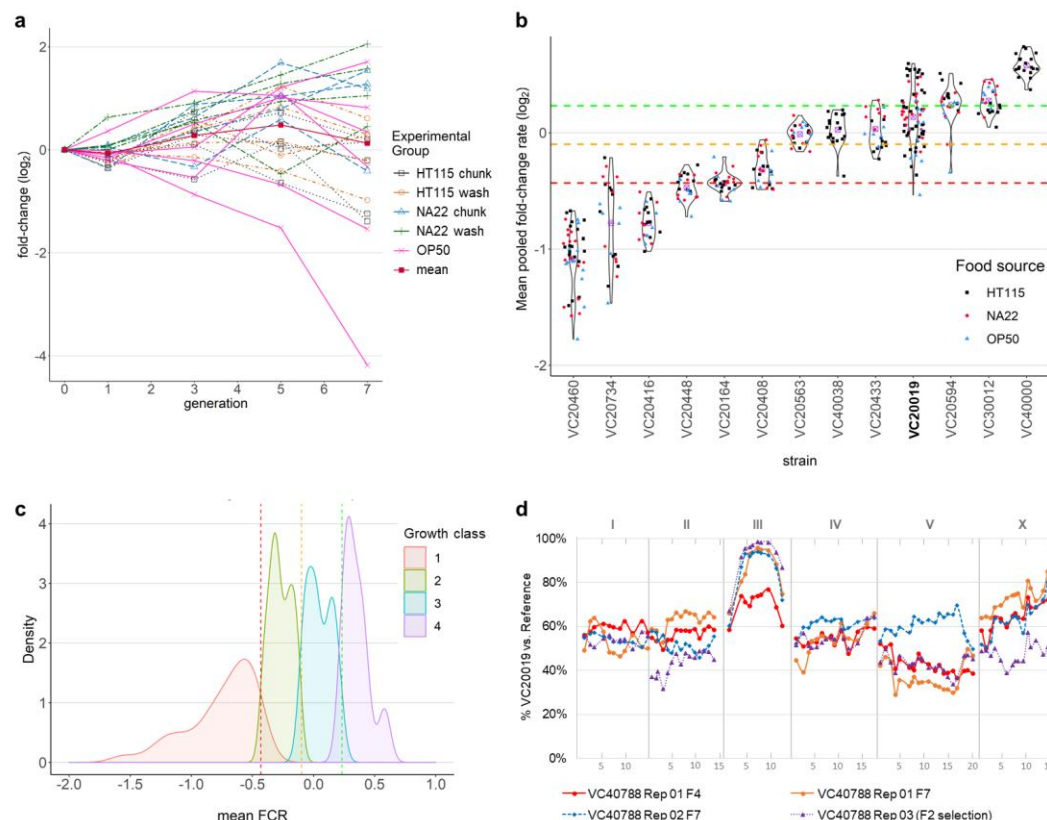 a
fold-change (log2)
2
0
-2
-4
0 1 2 3 4 5 6 7
generation
Experimental
Group
HT115 chunk
HT115 wash
NA22 chunk
NA22 wash
OP50
mean
b
Mean pooled fold-change rate (log2)
0
-1
-2
Food source
HT115
NA22
OP50
VC20460
VC20734
VC20416
VC20448
VC20164
VC20408
VC20563
VC40038
VC20433
VC20019
VC20594
VC30012
VC40000
strain
c
Density
4
3
2
1
0
-2.0 -1.5 -1.0 -0.5 0.0 0.5 1.0
mean FCR
Growth class
1
2
3
4
d
% VC20019 vs. Reference
I II III IV V X
100%
80%
60%
40%
20%
0%
5 10 5 10 15 5 10 5 10 15 5 10 15 20 5 10 15
VC40788 Rep 01 F4
VC40788 Rep 01 F7
VC40788 Rep 02 F7
VC40788 Rep 03 (F2 selection)